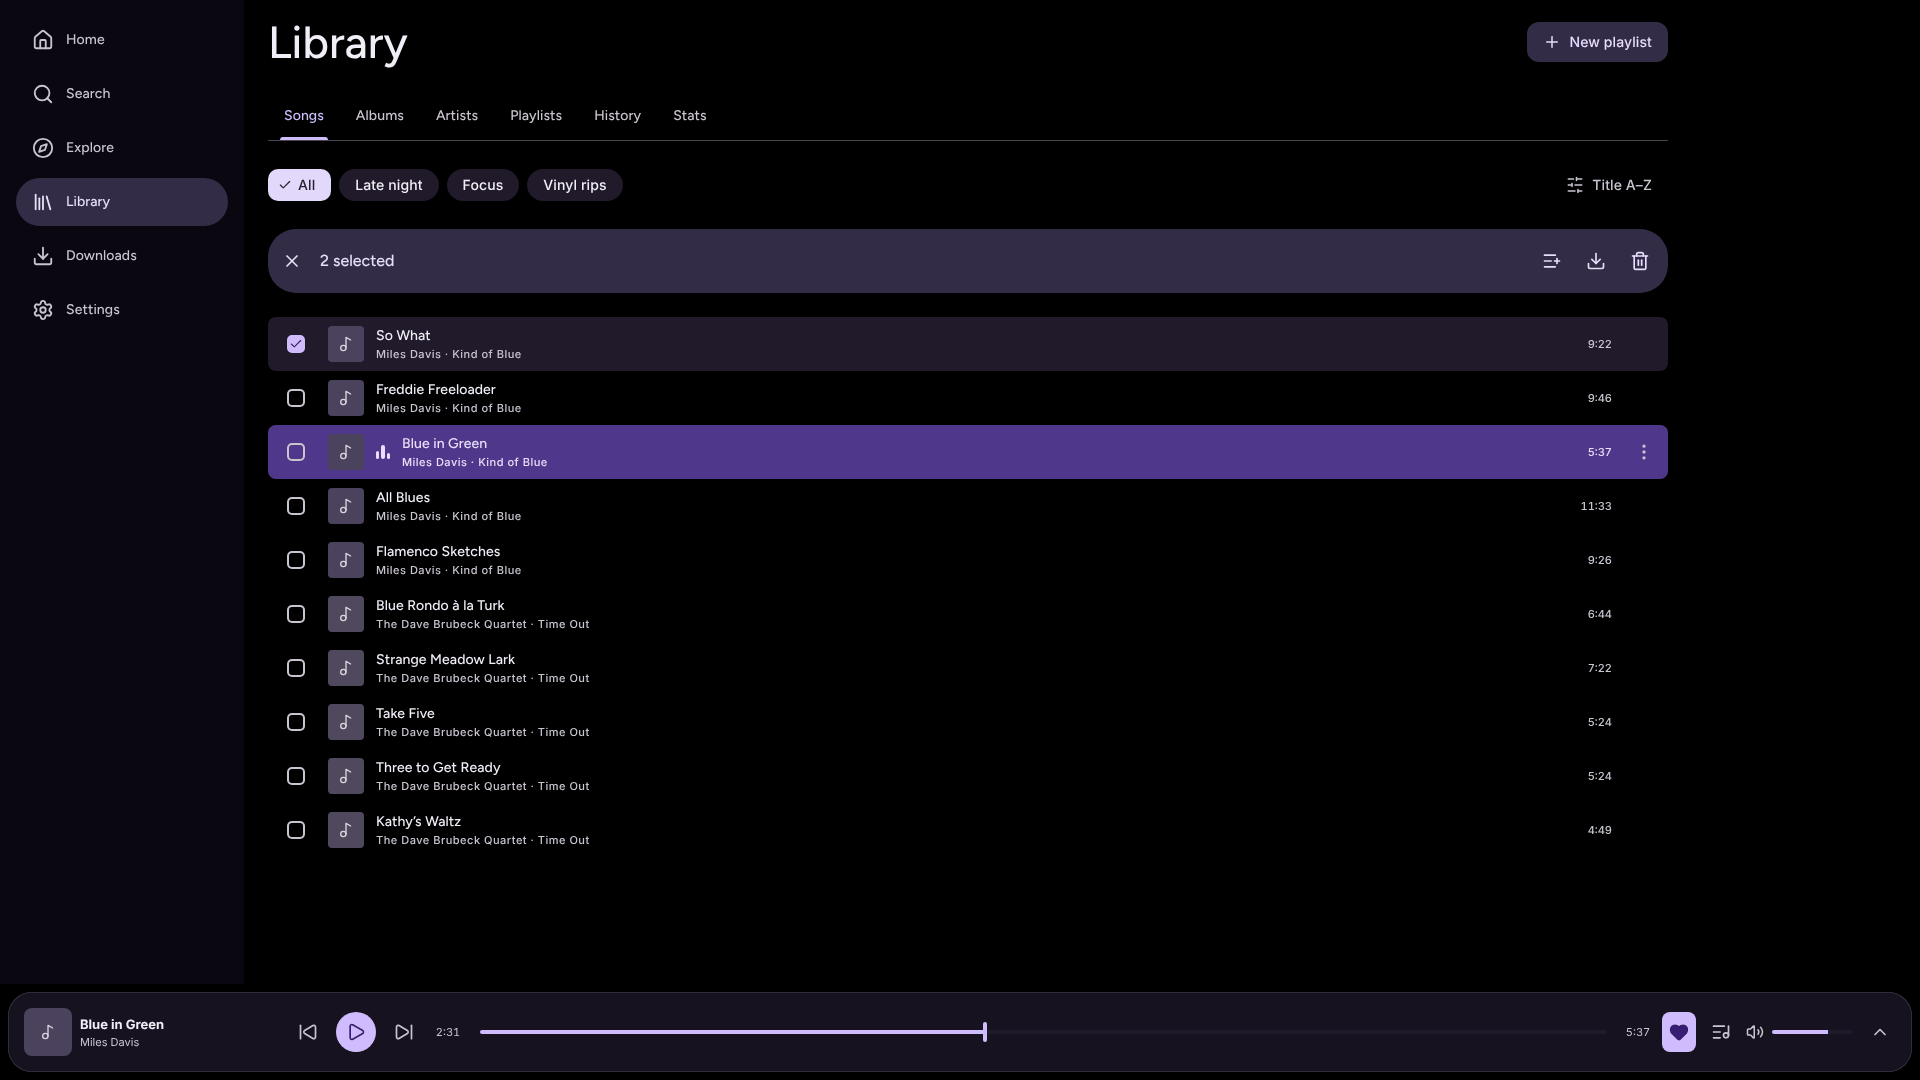 Home
Search
Explore
Library
Downloads
Settings
Library
New playlist
Songs
Albums
Artists
Playlists
History
Stats
All
Late night
Focus
Vinyl rips
Title A–Z
2 selected
So What
Miles Davis · Kind of Blue
9:22
Freddie Freeloader
Miles Davis · Kind of Blue
9:46
Blue in Green
Miles Davis · Kind of Blue
5:37
All Blues
Miles Davis · Kind of Blue
11:33
Flamenco Sketches
Miles Davis · Kind of Blue
9:26
Blue Rondo à la Turk
The Dave Brubeck Quartet · Time Out
6:44
Strange Meadow Lark
The Dave Brubeck Quartet · Time Out
7:22
Take Five
The Dave Brubeck Quartet · Time Out
5:24
Three to Get Ready
The Dave Brubeck Quartet · Time Out
5:24
Kathy’s Waltz
The Dave Brubeck Quartet · Time Out
4:49
Blue in Green
Miles Davis
2:31
5:37